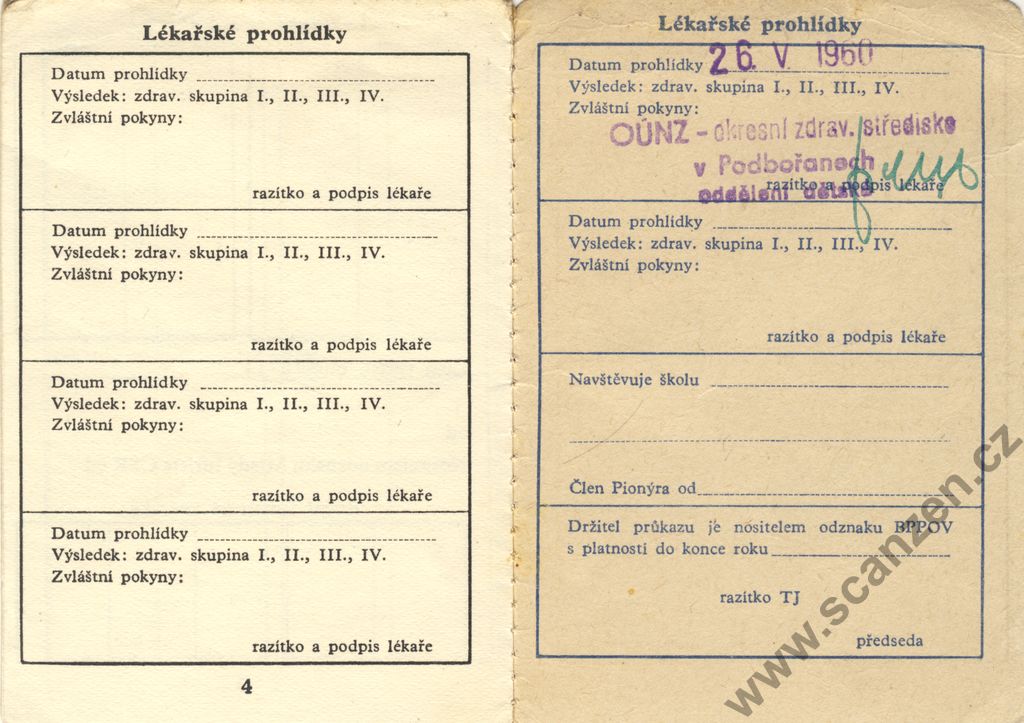 Lékařské prohlídky
Datum prohlídky
Výsledek: zdrav. skupina I., II., III., IV.
Zvláštní pokyny:
razítko a podpis lékaře
Datum prohlídky
Výsledek: zdrav. skupina I., II., III., IV.
Zvláštní pokyny:
razítko a podpis lékaře
Datum prohlídky
Výsledek: zdrav. skupina I., II., III., IV.
Zvláštní pokyny:
razítko a podpis lékaře
Datum prohlídky
Výsledek: zdrav. skupina I., II., III., IV.
Zvláštní pokyny:
razítko a podpis lékaře
4
Lékařské prohlídky
Datum prohlídky 26. V 1960
Výsledek: zdrav. skupina I., II., III., IV.
Zvláštní pokyny:
OÚNZ - okresní zdrav. středisko
v Podbořanech
oddělení dětské
razítko a podpis lékaře
Datum prohlídky
Výsledek: zdrav. skupina I., II., III., IV.
Zvláštní pokyny:
razítko a podpis lékaře
Navštěvuje školu
Člen Pionýra od
Držitel průkazu je nositelem odznaku BPPOV
s platností do konce roku
razítko TJ
předseda
www.scanzen.cz